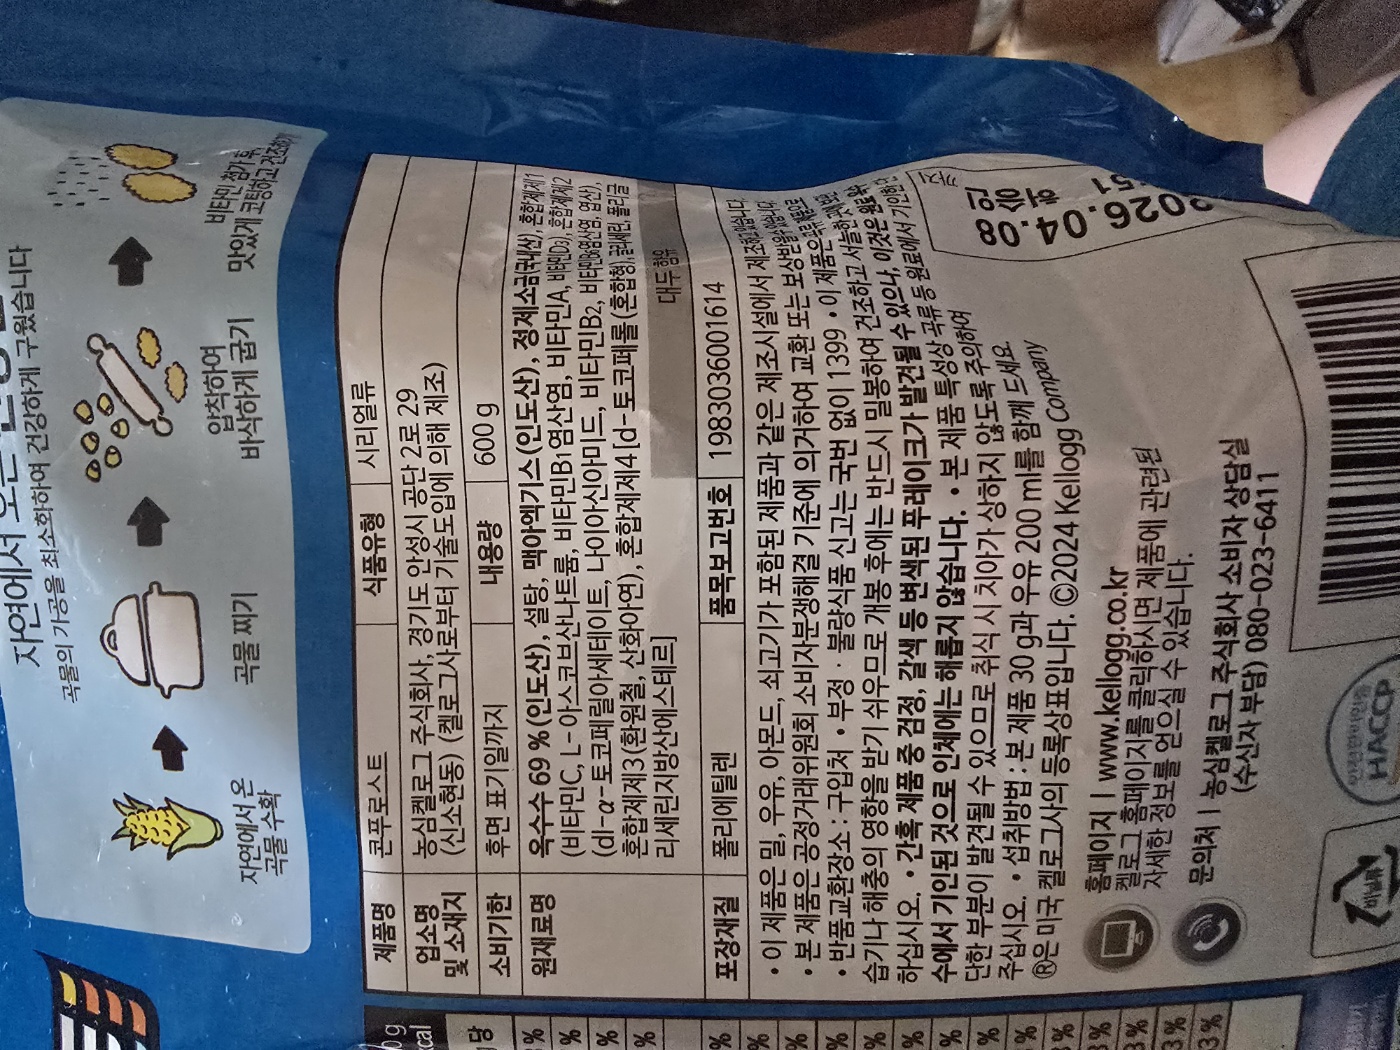 자연에서
곡물의 가공을 최소화하여 건강하게 구웠습니다
자연에서 온
곡물 수확
곡물 찌기
압착하여
바삭하게 굽기
비타민 첨가 후
맛있게 코팅하고 건조하기
제품명 콘푸로스트 식품유형 시리얼류
업소명
및 소재지
농심켈로그 주식회사, 경기도 안성시 공단 2로 29
(신소현동) (켈로그사로부터 기술도입에 의해 제조)
소비기한 후면 표기일까지 내용량 600 g
원재료명
옥수수 69 % (인도산), 설탕, 맥아엑기스(인도산), 정제소금(국내산), 혼합제제1
(비타민C, L-아스코브산나트륨, 비타민B1염산염, 비타민A, 비타민D3), 혼합제제2
(dl-α-토코페릴아세테이트, 나이아신아미드, 비타민B2, 비타민B6염산염, 엽산),
혼합제제3 (환원철, 산화아연), 혼합제제4 [d-토코페롤(혼합형), 글리세린, 폴리글
리세린지방산에스테르]
대두 함유
포장재질 폴리에틸렌 품목보고번호 19830360001614
• 이 제품은 밀, 우유, 아몬드, 쇠고기가 포함된 제품과 같은 제조시설에서 제조하고 있습니다.
• 본 제품은 공정거래위원회 소비자분쟁해결 기준에 의거하여 교환 또는 보상받을 수 있습니다.
• 반품교환장소 : 구입처 • 부정 · 불량식품 신고는 국번 없이 1399 • 이 제품은
습기나 해충의 영향을 받기 쉬우므로 개봉 후에는 반드시 밀봉하여 건조하고 서늘한 곳에
하십시오. • 간혹 제품 중 검정, 갈색 등 변색된 푸레이크가 발견될 수 있으나, 이것은 원료
수에서 기인된 것으로 인체에는 해롭지 않습니다. • 본 제품 특성상 곡류 등 원료에서 기인한
단한 부분이 발견될 수 있으므로 취식 시 치아가 상하지 않도록 주의하여
주십시오. • 섭취방법 : 본 제품 30 g과 우유 200 ml를 함께 드세요.
®은 미국 켈로그사의 등록상표입니다. ©2024 Kellogg Company
까지
2026.04.08
:51
홈페이지 | www.kellogg.co.kr
켈로그 홈페이지를 클릭하시면 제품에 관련된
자세한 정보를 얻으실 수 있습니다.
문의처 | 농심켈로그 주식회사 소비자 상담실
(수신자 부담) 080-023-6411
안전관리인증
HACCP
비닐류
0 g
cal
당
%
%
%
%
%
%
%
%
%
%
%
%
3 %
3 %
3 %
3 %
3 %